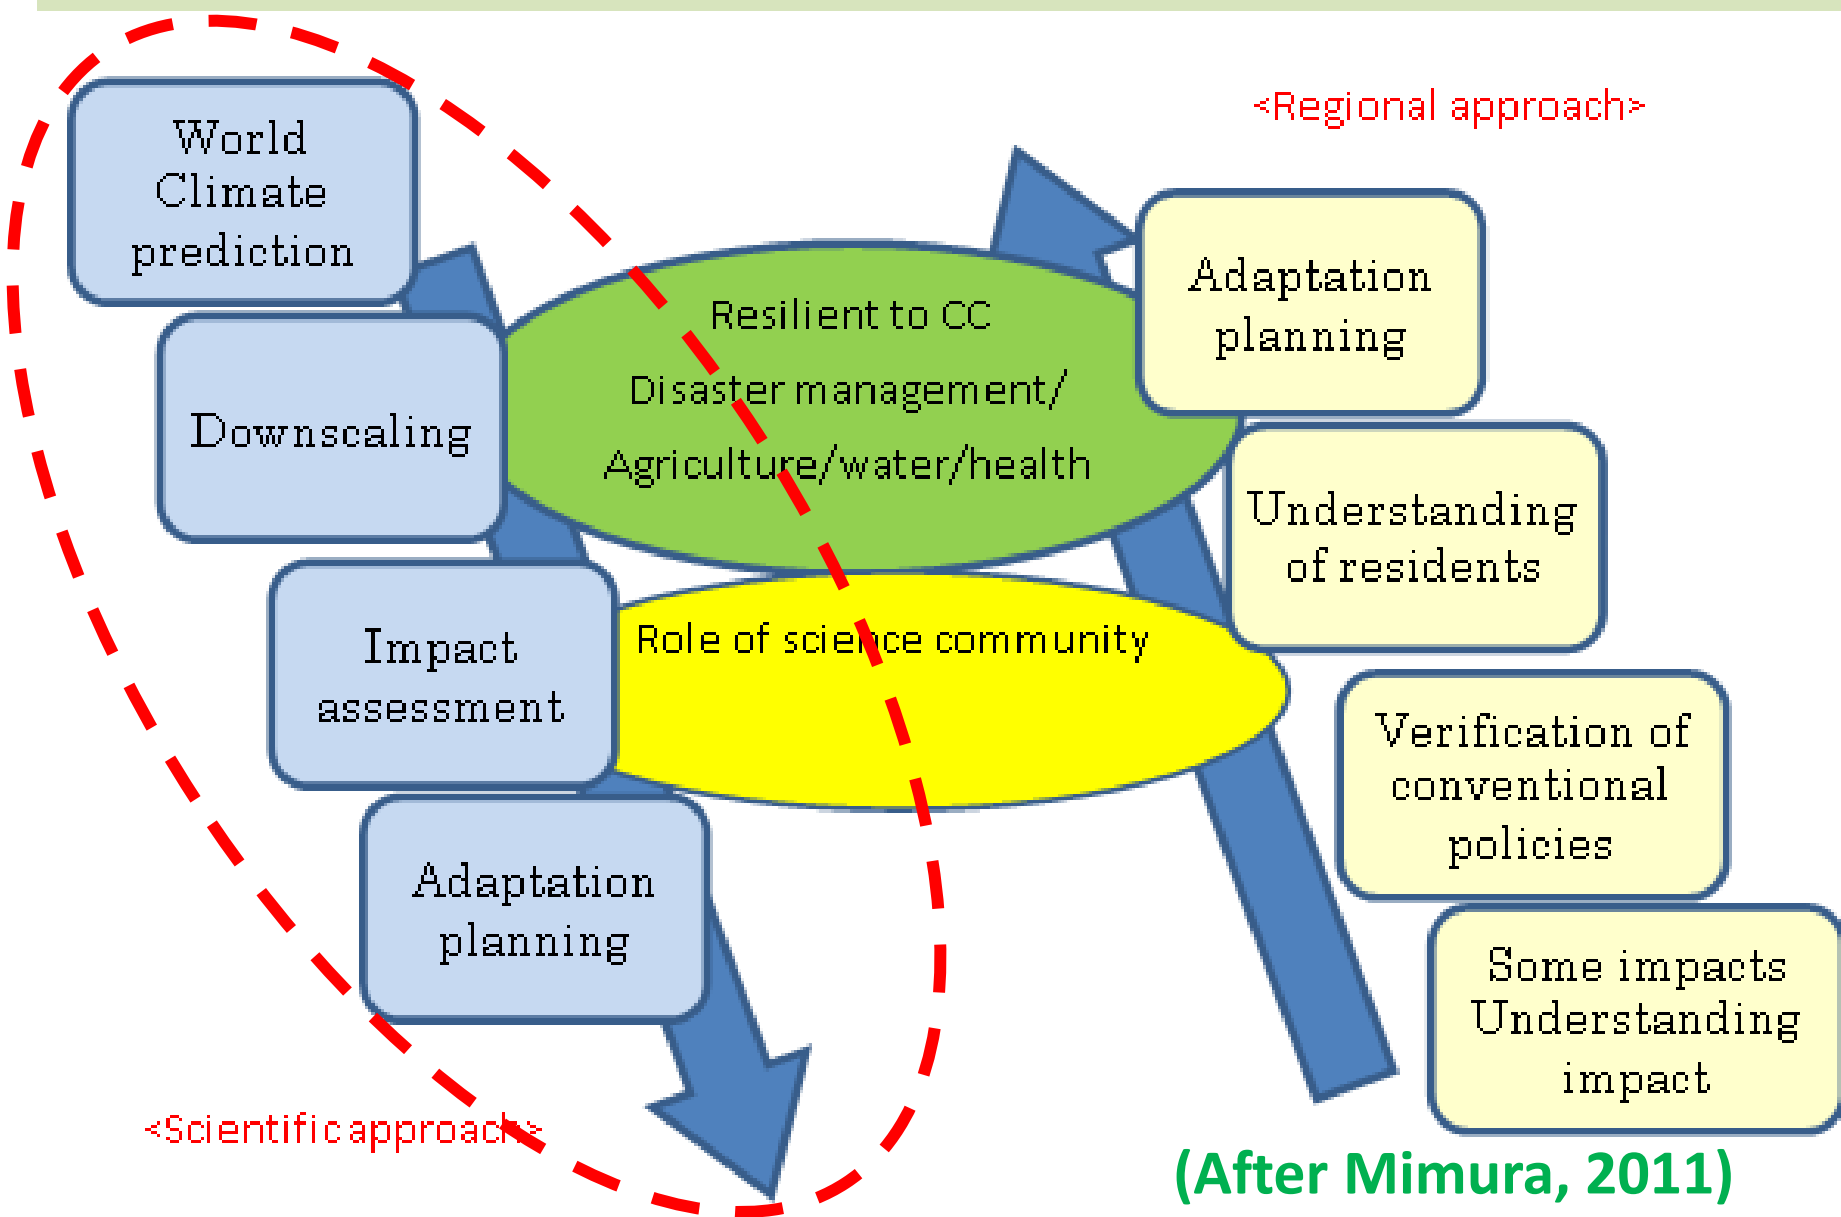 <Regional approach>
World
Climate
prediction
Downscaling
Impact
assessment
Adaptation
planning
<Scientific approach>
Resilient to CC
Disaster management/
Agriculture/water/health
Role of science community
Adaptation
planning
Understanding
of residents
Verification of
conventional
policies
Some impacts
Understanding
impact
(After Mimura, 2011)